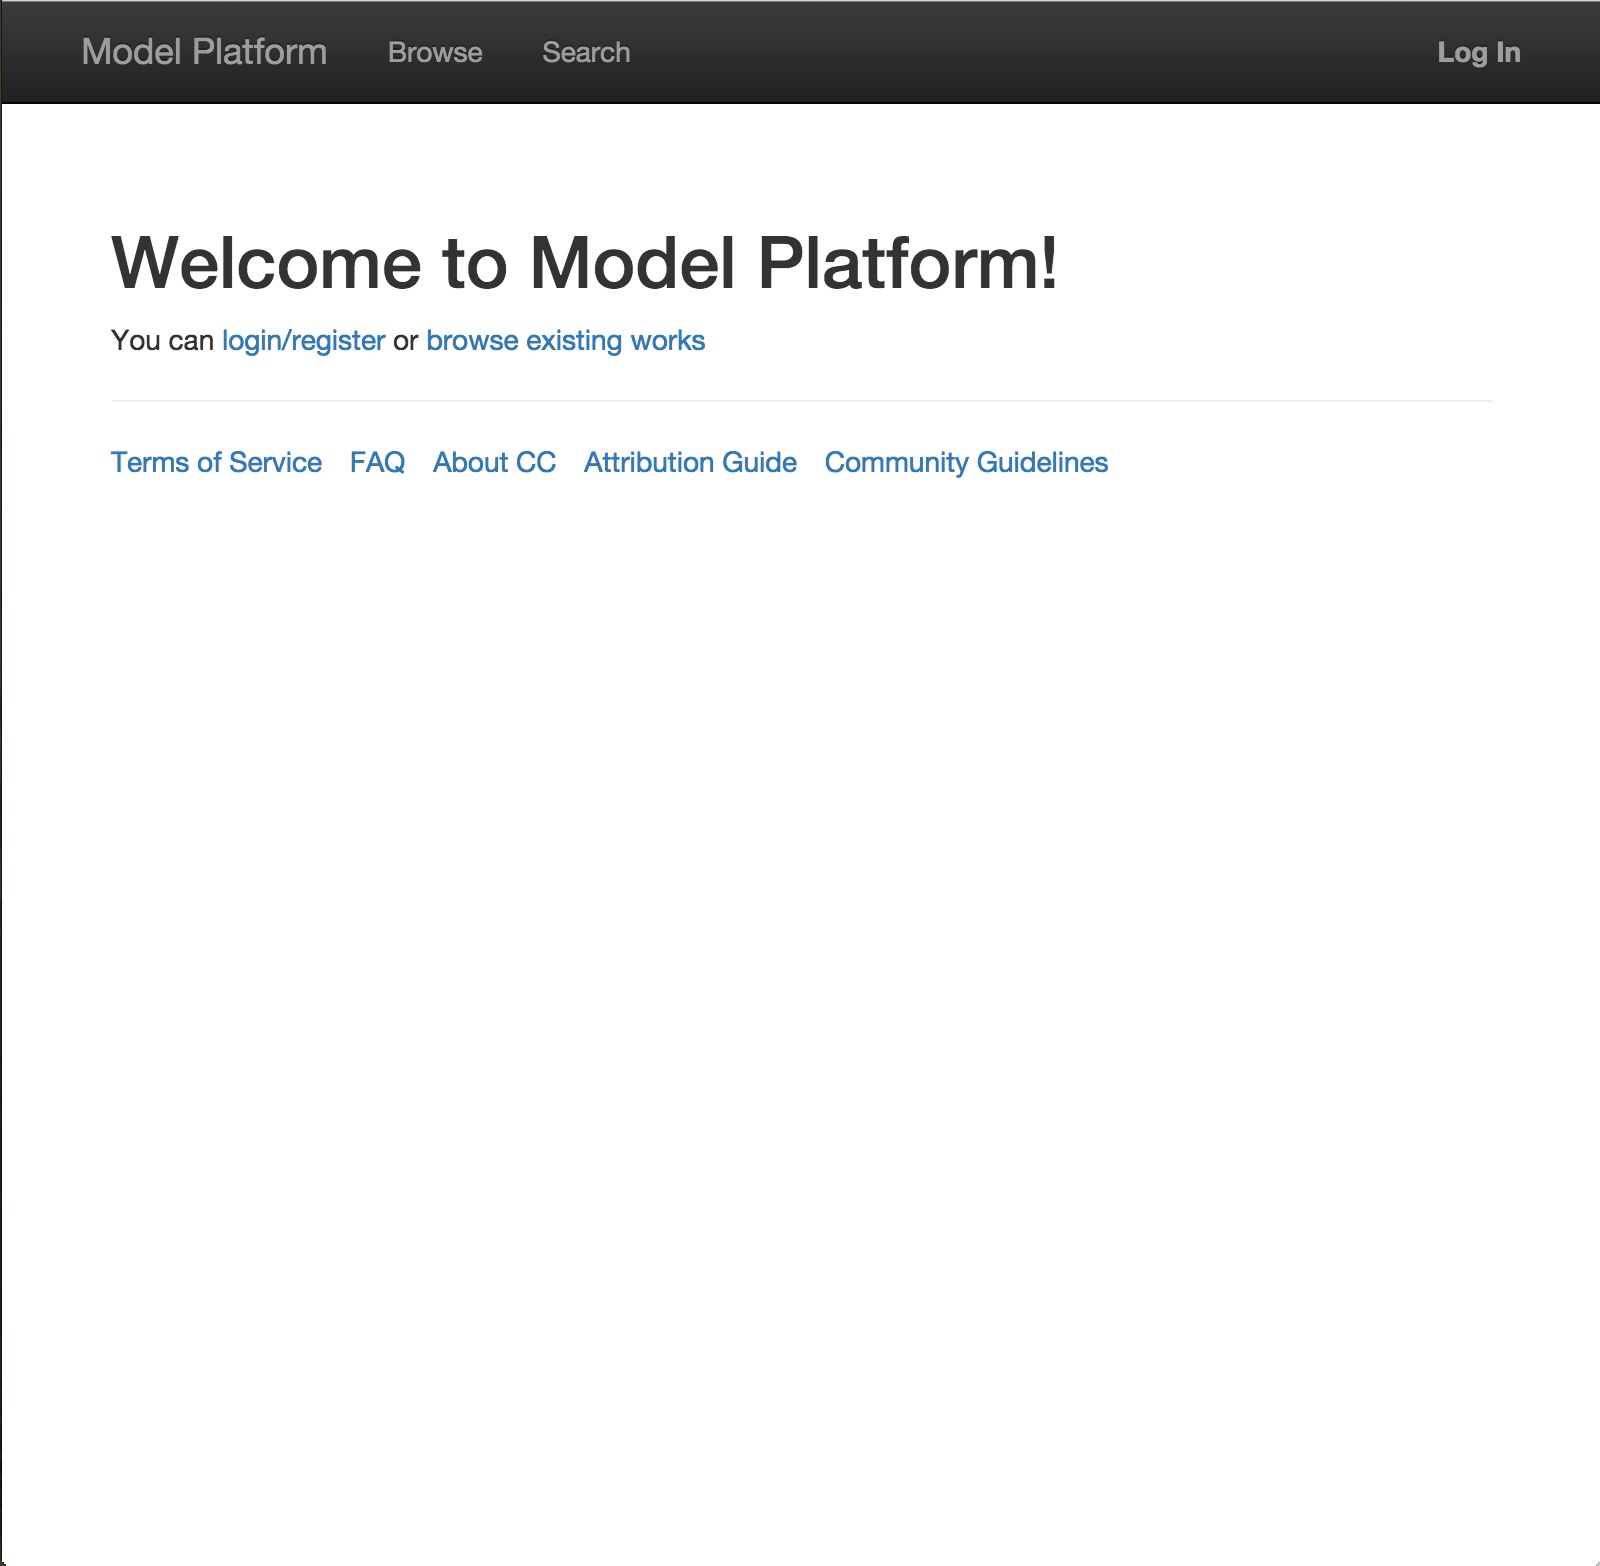 Model Platform Browse Search Log In
Welcome to Model Platform!
You can login/register or browse existing works
Terms of Service FAQ About CC Attribution Guide Community Guidelines